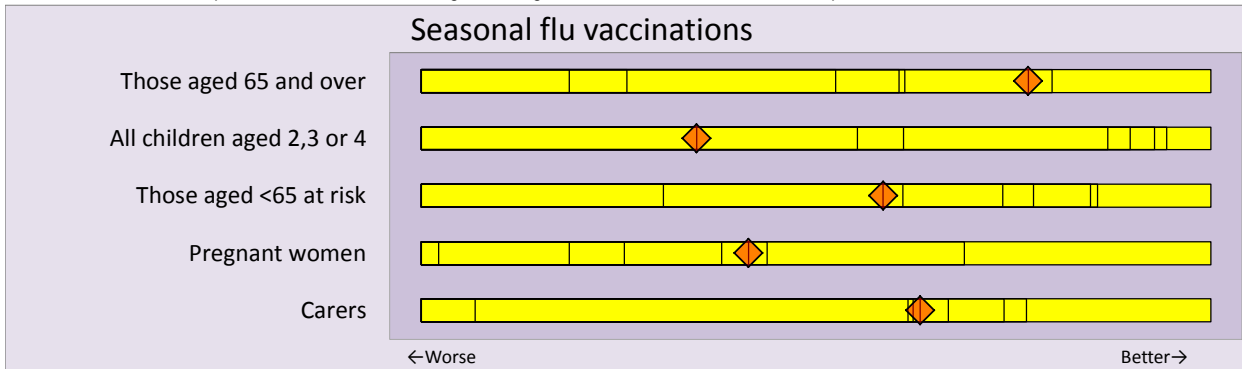 Seasonal flu vaccinations
Those aged 65 and over
All children aged 2,3 or 4
Those aged <65 at risk
Pregnant women
Carers
←Worse
Better→